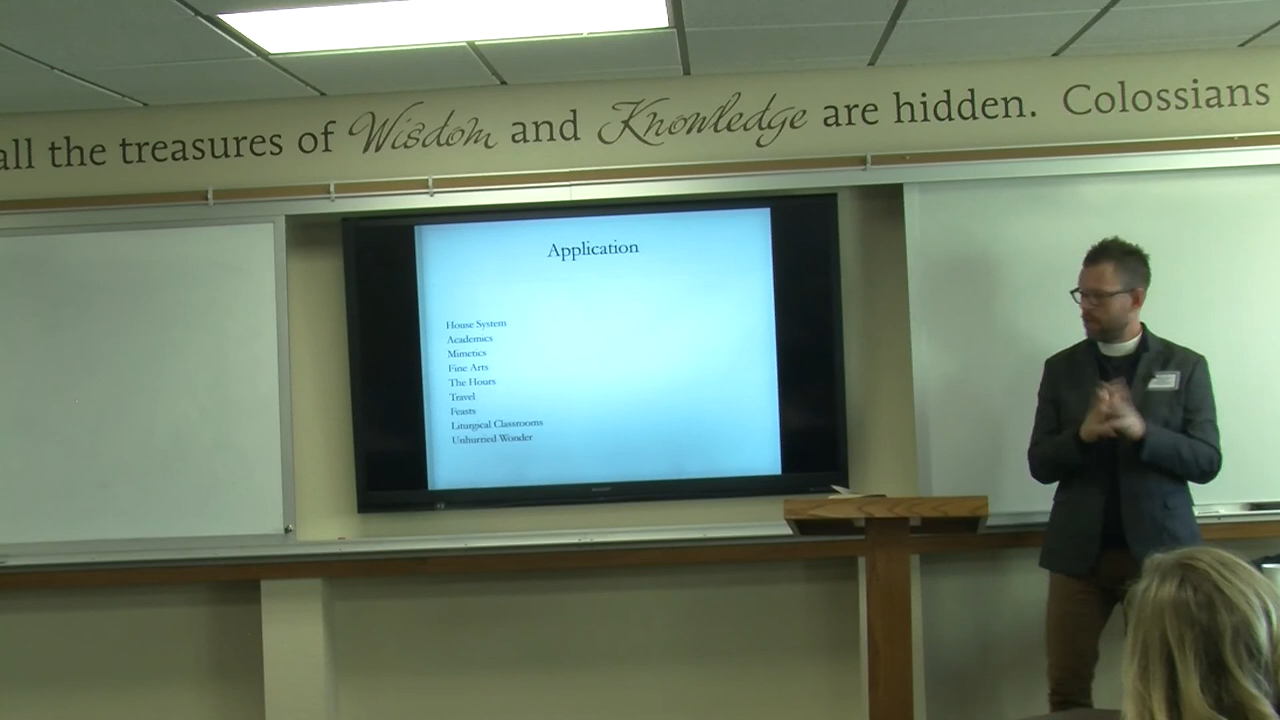 all the treasures of Wisdom and Knowledge are hidden. Colossians
Application
House System
Academics
Mimetics
Fine Arts
The Hours
Travel
Feasts
Liturgical Classrooms
Unhurried Wonder